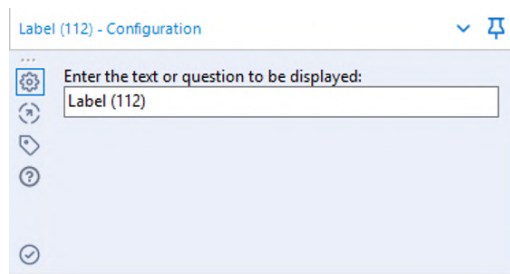 Label (112) - Configuration
Enter the text or question to be displayed:
Label (112)